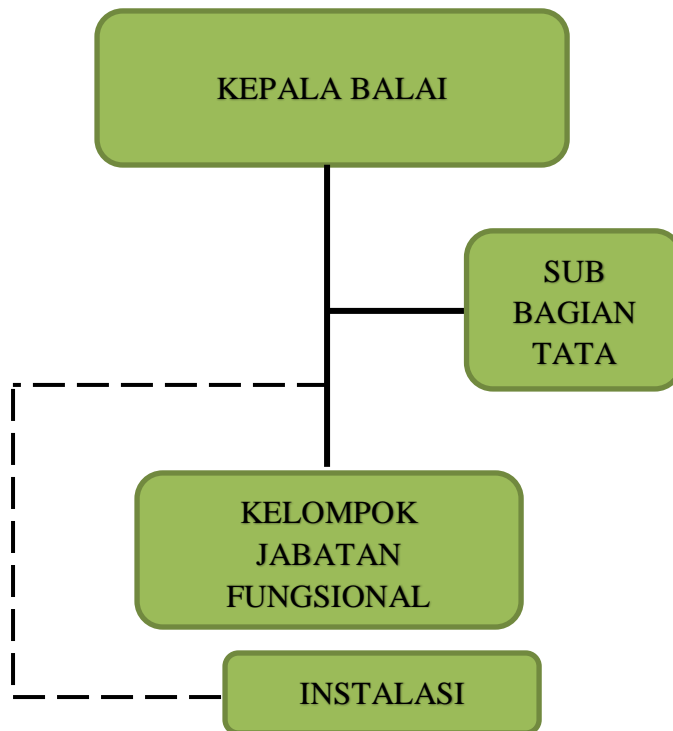 KEPALA BALAI
SUB
BAGIAN
TATA
KELOMPOK
JABATAN
FUNGSIONAL
INSTALASI